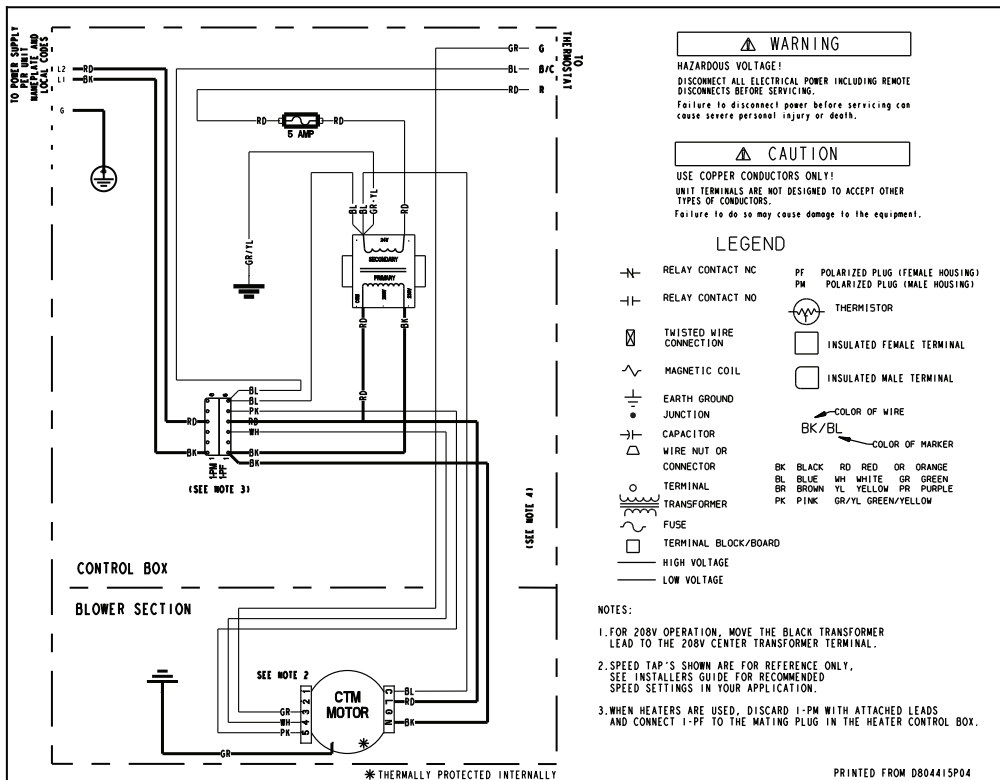 TO POWER SUPPLY
PER UNIT
NAMEPLATE AND
LOCAL CODES
L2
RD
L1
BK
G
GR
G
BL
B/C
RD
R
TO
THERMOSTAT
RD
RD
5 AMP
GR/YL
BL
BL
GR-YL
RD
24V
SECONDARY
PRIMARY
COM
208V
230V
RD
BK
RD
BL
BL
PK
RD
RD
WH
BK
BK
BK
1-PM
1-PF
1
1
(SEE NOTE 3)
(SEE NOTE 4)
CONTROL BOX
BLOWER SECTION
SEE NOTE 2
CTM
MOTOR
1
2
3
4
5
C
L
G
N
GR
WH
PK
BL
RD
BK
GR
* THERMALLY PROTECTED INTERNALLY
WARNING
HAZARDOUS VOLTAGE!
DISCONNECT ALL ELECTRICAL POWER INCLUDING REMOTE
DISCONNECTS BEFORE SERVICING.
Failure to disconnect power before servicing can
cause severe personal injury or death.
CAUTION
USE COPPER CONDUCTORS ONLY!
UNIT TERMINALS ARE NOT DESIGNED TO ACCEPT OTHER
TYPES OF CONDUCTORS.
Failure to do so may cause damage to the equipment.
LEGEND
RELAY CONTACT NC
RELAY CONTACT NO
TWISTED WIRE
CONNECTION
MAGNETIC COIL
EARTH GROUND
JUNCTION
CAPACITOR
WIRE NUT OR
CONNECTOR
TERMINAL
TRANSFORMER
FUSE
TERMINAL BLOCK/BOARD
HIGH VOLTAGE
LOW VOLTAGE
PF POLARIZED PLUG (FEMALE HOUSING)
PM POLARIZED PLUG (MALE HOUSING)
THERMISTOR
INSULATED FEMALE TERMINAL
INSULATED MALE TERMINAL
COLOR OF WIRE
BK/BL
COLOR OF MARKER
BK BLACK RD RED OR ORANGE
BL BLUE WH WHITE GR GREEN
BR BROWN YL YELLOW PR PURPLE
PK PINK GR/YL GREEN/YELLOW
NOTES:
1. FOR 208V OPERATION, MOVE THE BLACK TRANSFORMER
LEAD TO THE 208V CENTER TRANSFORMER TERMINAL.
2. SPEED TAP'S SHOWN ARE FOR REFERENCE ONLY,
SEE INSTALLERS GUIDE FOR RECOMMENDED
SPEED SETTINGS IN YOUR APPLICATION.
3. WHEN HEATERS ARE USED, DISCARD 1-PM WITH ATTACHED LEADS
AND CONNECT 1-PF TO THE MATING PLUG IN THE HEATER CONTROL BOX.
PRINTED FROM D804415P04